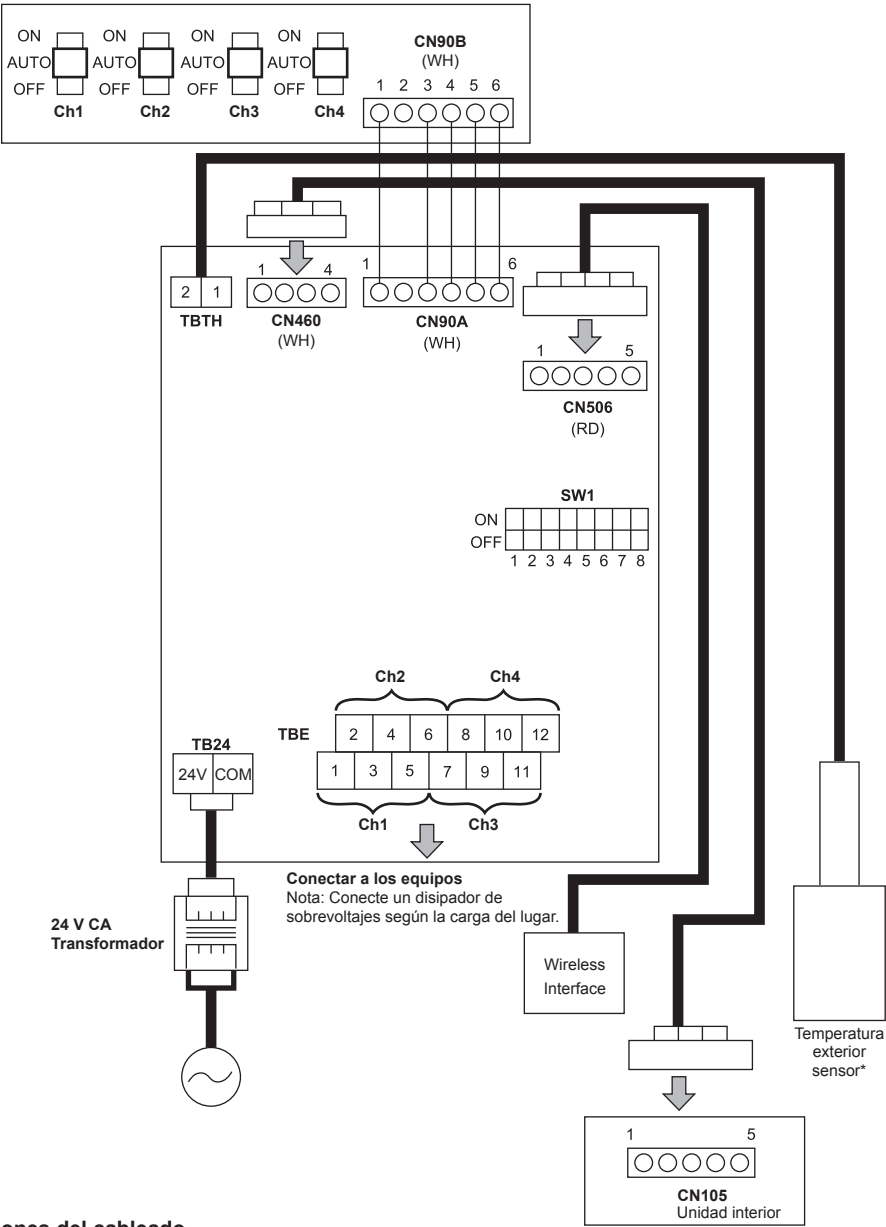 ON ON ON ON
AUTO AUTO AUTO AUTO
OFF OFF OFF OFF
Ch1 Ch2 Ch3 Ch4
CN90B
(WH)
1 2 3 4 5 6
2 1
TBTH
1 4
CN460
(WH)
1 6
CN90A
(WH)
1 5
CN506
(RD)
SW1
ON
OFF
1 2 3 4 5 6 7 8
Ch2 Ch4
TBE
2 4 6 8 10 12
1 3 5 7 9 11
Ch1 Ch3
TB24
24V COM
Conectar a los equipos
Nota: Conecte un disipador de
sobrevoltajes según la carga del lugar.
24 V CA
Transformador
Wireless
Interface
Temperatura
exterior
sensor*
1 5
CN105
Unidad interior
ones del cableado